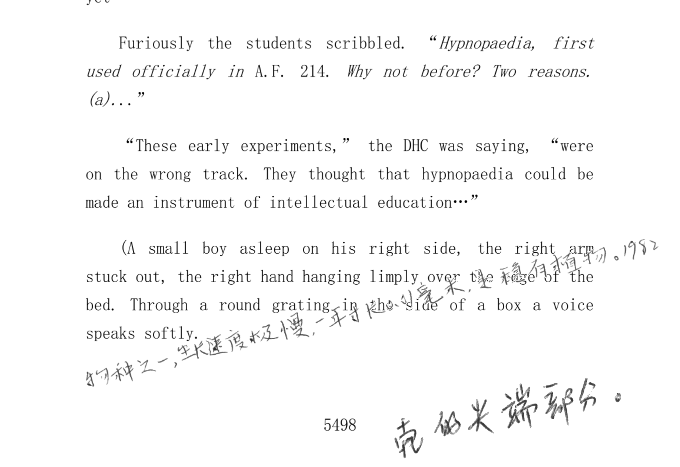 yet
Furiously the students scribbled. “Hypnopaedia, first
used officially in A.F. 214. Why not before? Two reasons.
(a)...”
“These early experiments,” the DHC was saying, “were
on the wrong track. They thought that hypnopaedia could be
made an instrument of intellectual education…”
(A small boy asleep on his right side, the right arm
stuck out, the right hand hanging limply over the edge of the
bed. Through a round grating in the side of a box a voice
speaks softly.
物种之一,生长速度极慢,一年才长 毫米,是 有植物。1982
壳的尖端部分。
5498